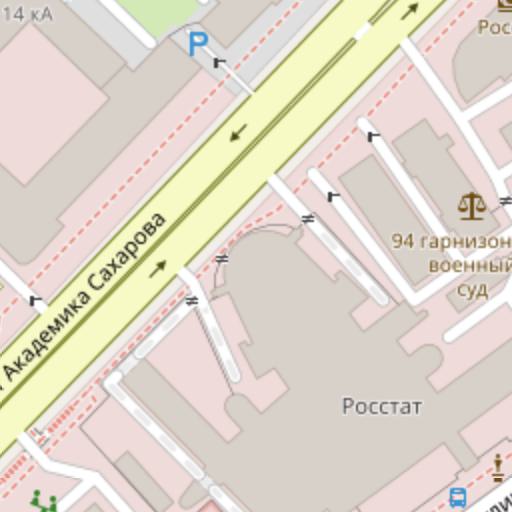 14 кА
P
Рос
Академика Сахарова
94 гарнизон
военный
суд
Росстат